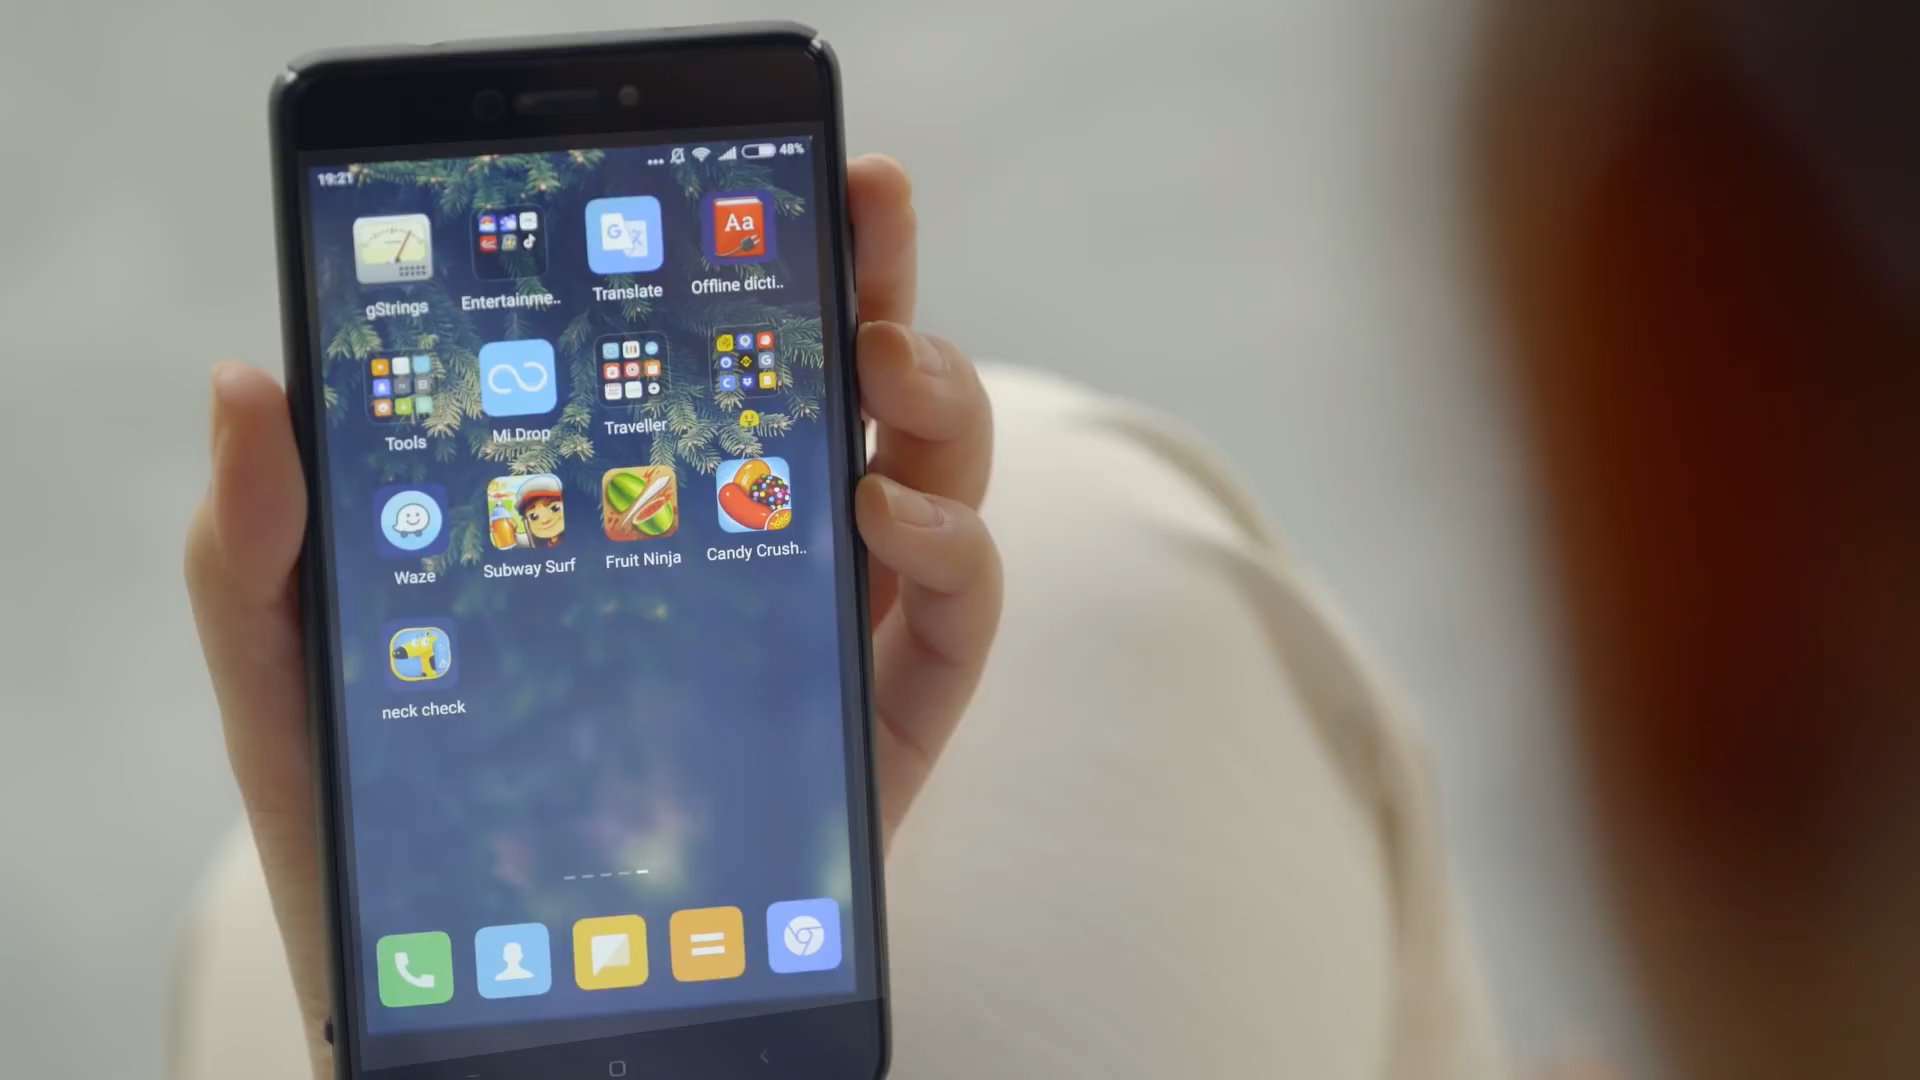 19:21
48%
Aa
gStrings
Entertainme..
Translate
Offline dicti..
Tools
Mi Drop
Traveller
Waze
Subway Surf
Fruit Ninja
Candy Crush..
neck check